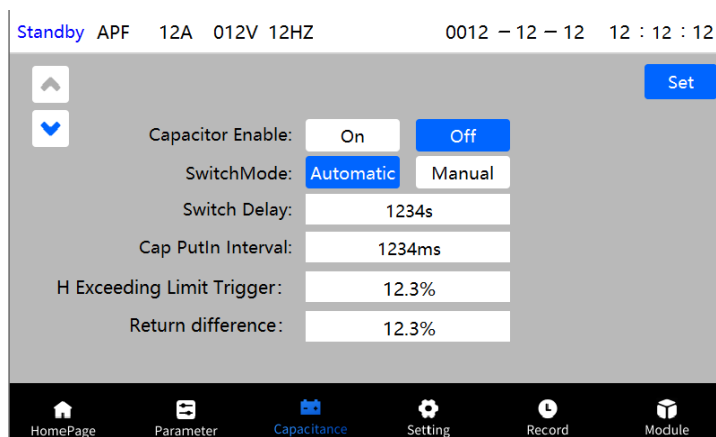 Standby APF 12A 012V 12HZ 0012 – 12 – 12 12 : 12 : 12
Set
Capacitor Enable: On Off
SwitchMode: Automatic Manual
Switch Delay: 1234s
Cap PutIn Interval: 1234ms
H Exceeding Limit Trigger: 12.3%
Return difference: 12.3%
HomePage Parameter Capacitance Setting Record Module